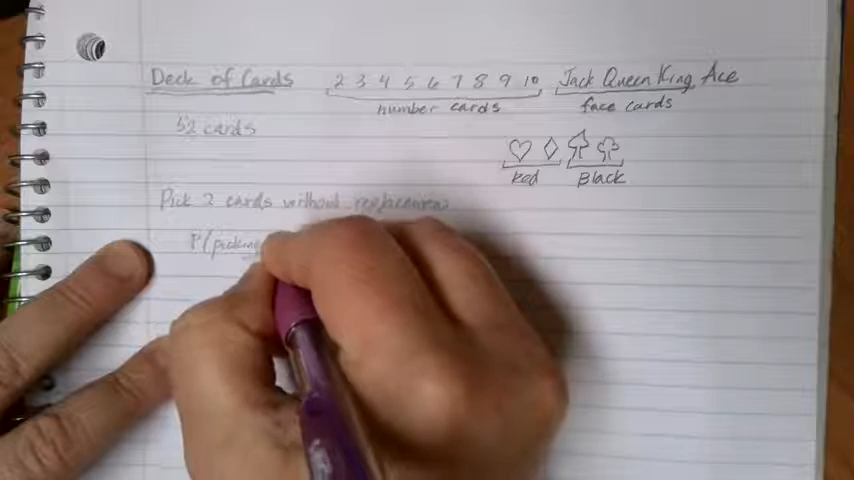 Deck of Cards 2 3 4 5 6 7 8 9 10 Jack Queen King Ace
number cards face cards
52 cards
Red Black
Pick 2 cards without replacement
P(picking